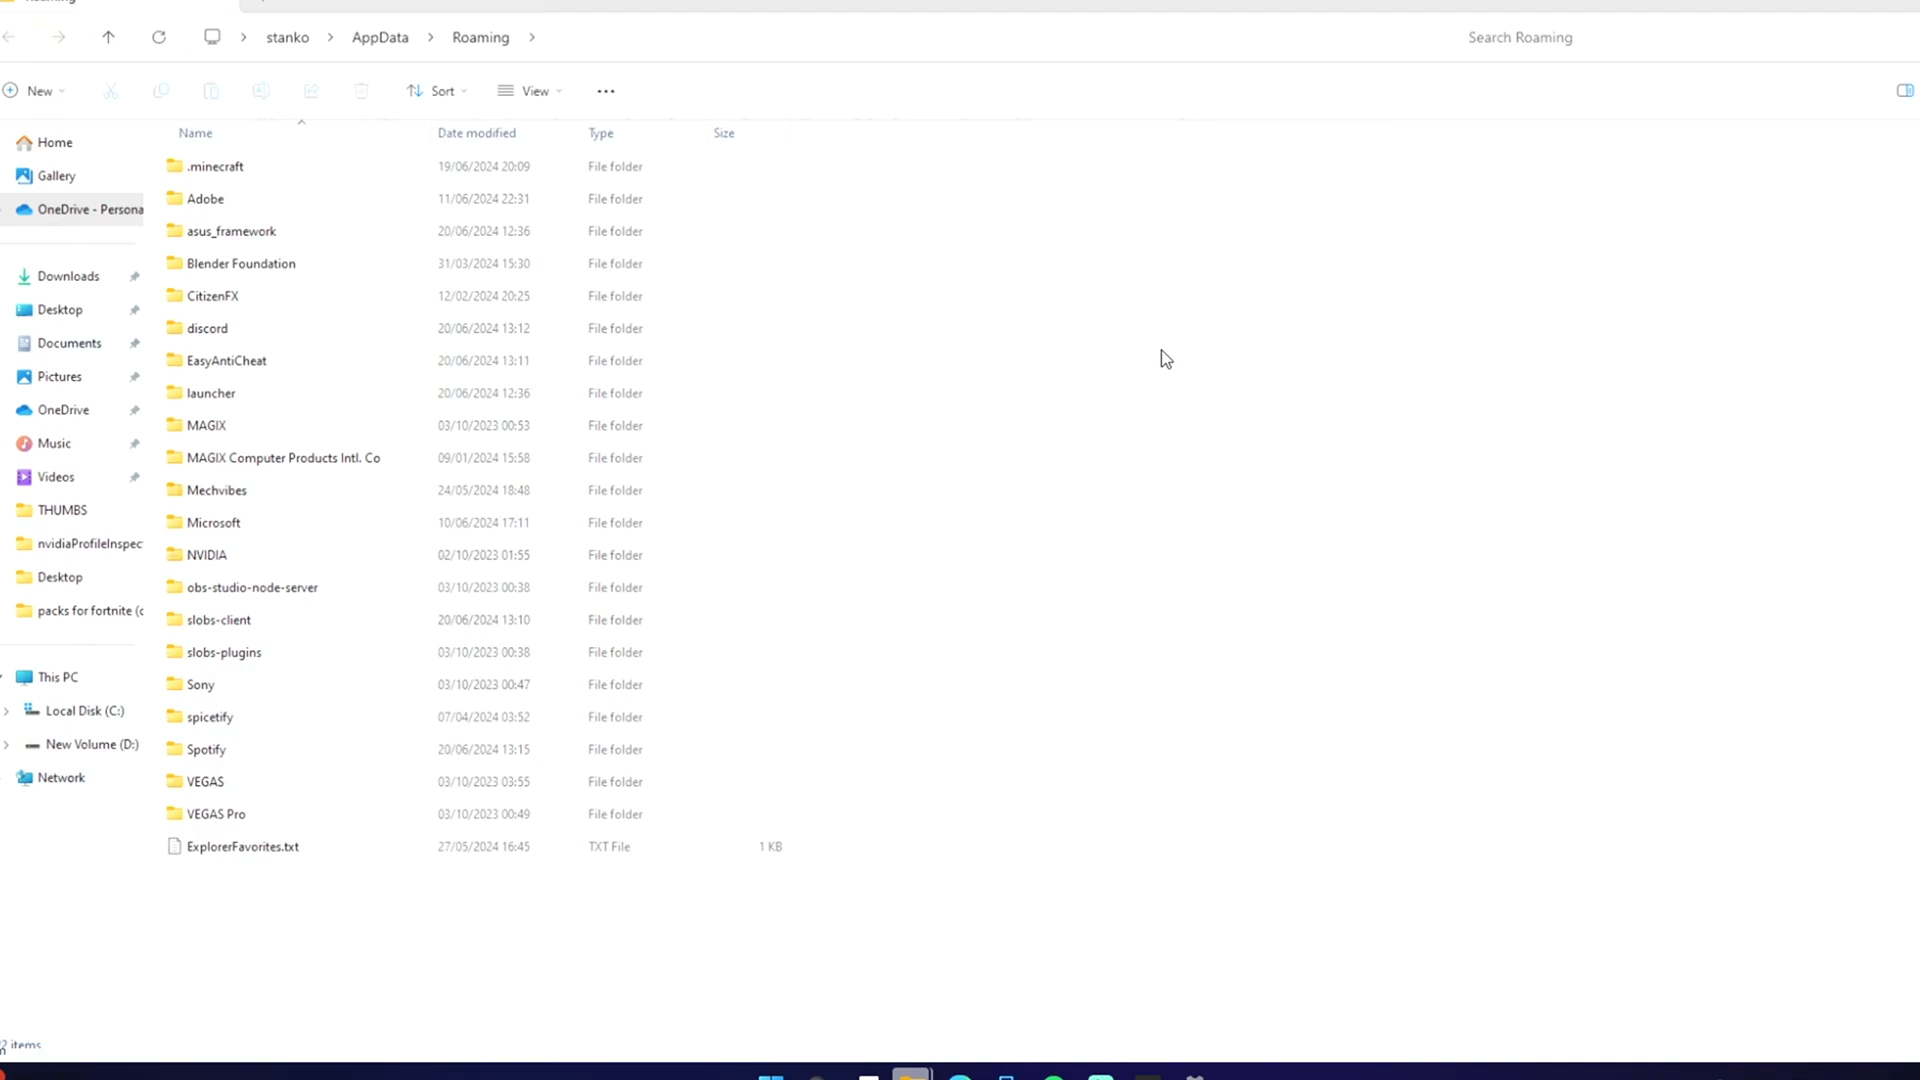 stanko > AppData > Roaming >
Search Roaming
New
Sort
View
Name Date modified Type Size
Home
Gallery
OneDrive - Persona
Downloads
Desktop
Documents
Pictures
OneDrive
Music
Videos
THUMBS
nvidiaProfileInspec
Desktop
packs for fortnite (c
This PC
Local Disk (C:)
New Volume (D:)
Network
.minecraft 19/06/2024 20:09 File folder
Adobe 11/06/2024 22:31 File folder
asus_framework 20/06/2024 12:36 File folder
Blender Foundation 31/03/2024 15:30 File folder
CitizenFX 12/02/2024 20:25 File folder
discord 20/06/2024 13:12 File folder
EasyAntiCheat 20/06/2024 13:11 File folder
launcher 20/06/2024 12:36 File folder
MAGIX 03/10/2023 00:53 File folder
MAGIX Computer Products Intl. Co 09/01/2024 15:58 File folder
Mechvibes 24/05/2024 18:48 File folder
Microsoft 10/06/2024 17:11 File folder
NVIDIA 02/10/2023 01:55 File folder
obs-studio-node-server 03/10/2023 00:38 File folder
slobs-client 20/06/2024 13:10 File folder
slobs-plugins 03/10/2023 00:38 File folder
Sony 03/10/2023 00:47 File folder
spicetify 07/04/2024 03:52 File folder
Spotify 20/06/2024 13:15 File folder
VEGAS 03/10/2023 03:55 File folder
VEGAS Pro 03/10/2023 00:49 File folder
ExplorerFavorites.txt 27/05/2024 16:45 TXT File 1 KB
items